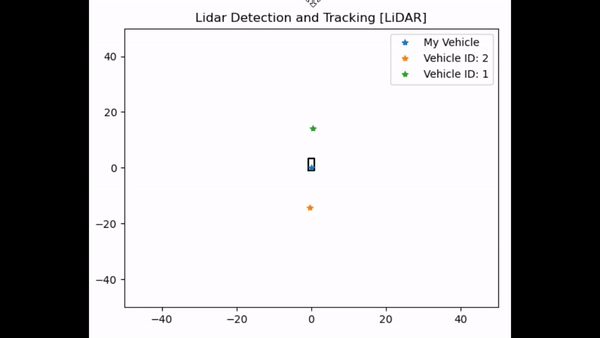 Lidar Detection and Tracking [LiDAR]
My Vehicle
Vehicle ID: 2
Vehicle ID: 1
40
20
0
−20
−40
−40 −20 0 20 40